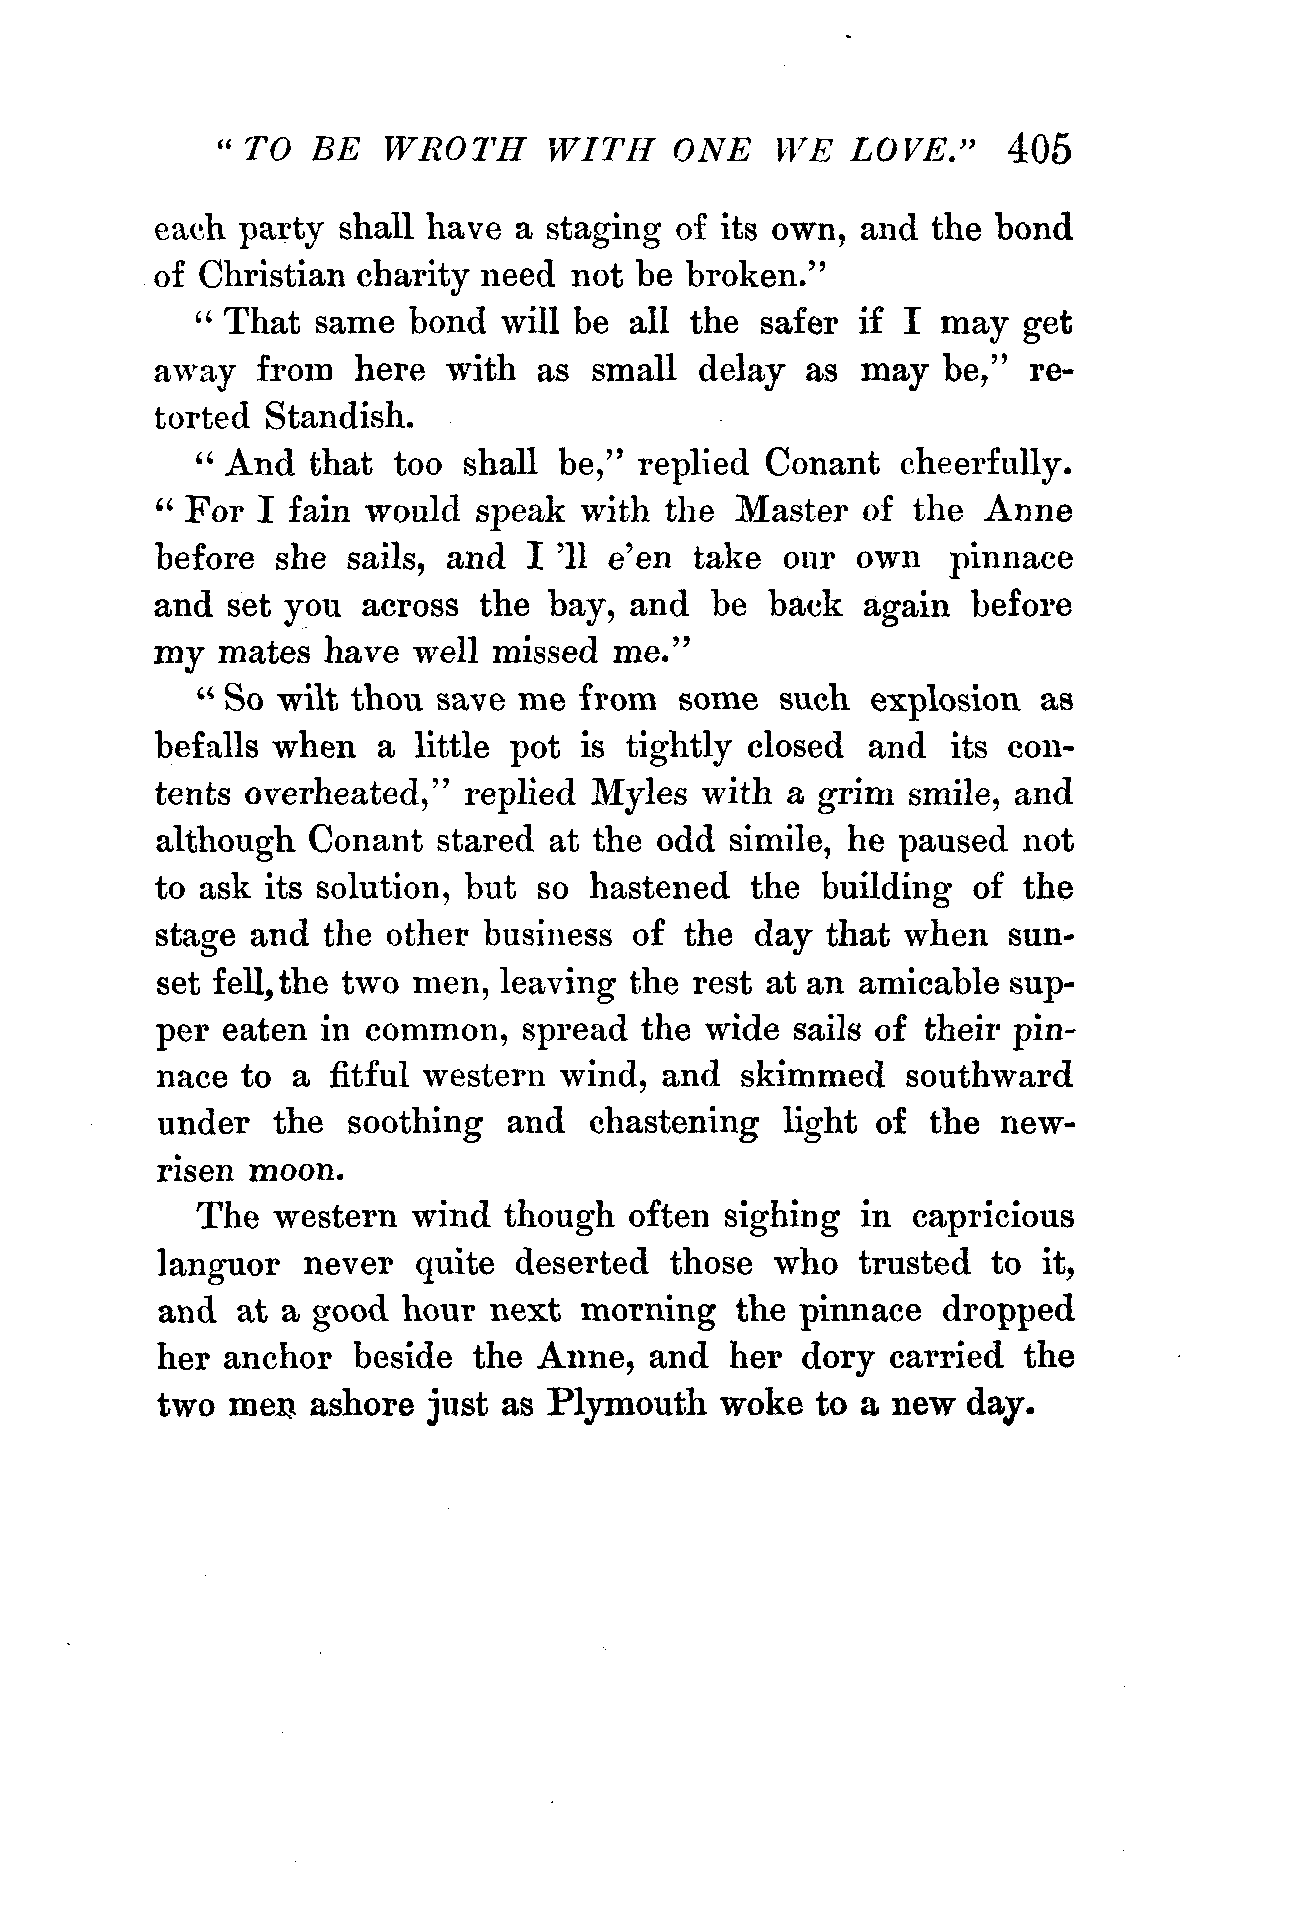 " TO BE WROTH WITH ONE WE LOVE." 405
each party shall have a staging of its own, and the bond
of Christian charity need not be broken."
" That same bond will be all the safer if I may get
away from here with as small delay as may be," re-
torted Standish.
" And that too shall be," replied Conant cheerfully.
" For I fain would speak with the Master of the Anne
before she sails, and I 'll e'en take our own pinnace
and set you across the bay, and be back again before
my mates have well missed me."
" So wilt thou save me from some such explosion as
befalls when a little pot is tightly closed and its con-
tents overheated," replied Myles with a grim smile, and
although Conant stared at the odd simile, he paused not
to ask its solution, but so hastened the building of the
stage and the other business of the day that when sun-
set fell, the two men, leaving the rest at an amicable sup-
per eaten in common, spread the wide sails of their pin-
nace to a fitful western wind, and skimmed southward
under the soothing and chastening light of the new-
risen moon.
The western wind though often sighing in capricious
languor never quite deserted those who trusted to it,
and at a good hour next morning the pinnace dropped
her anchor beside the Anne, and her dory carried the
two men ashore just as Plymouth woke to a new day.